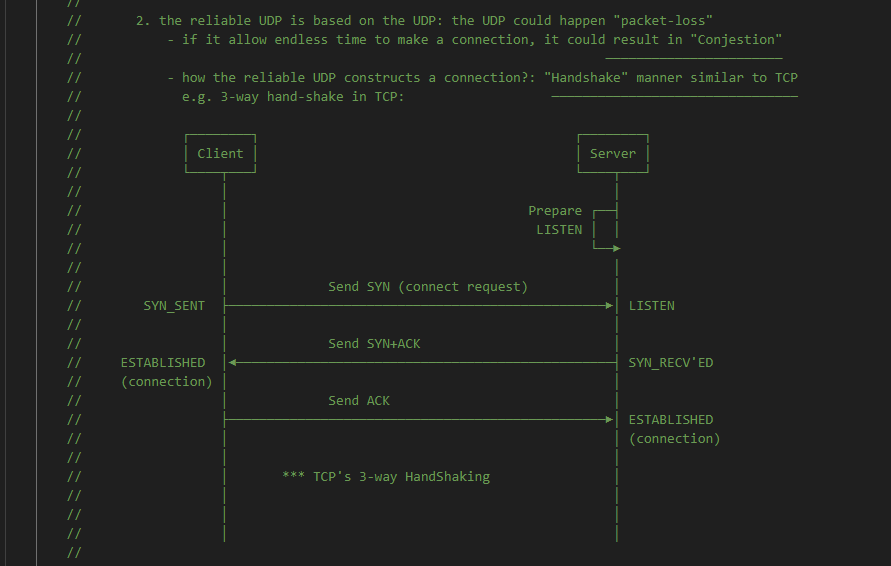 //
// 2. the reliable UDP is based on the UDP: the UDP could happen "packet-loss"
// - if it allow endless time to make a connection, it could result in "Conjestion"
//
// - how the reliable UDP constructs a connection?: "Handshake" manner similar to TCP
// e.g. 3-way hand-shake in TCP:
//
//
// Client Server
//
//
// Prepare
// LISTEN
//
//
// Send SYN (connect request)
// SYN_SENT LISTEN
//
// Send SYN+ACK
// ESTABLISHED SYN_RECV'ED
// (connection)
// Send ACK
// ESTABLISHED
// (connection)
//
// *** TCP's 3-way HandShaking
//
//
//
//